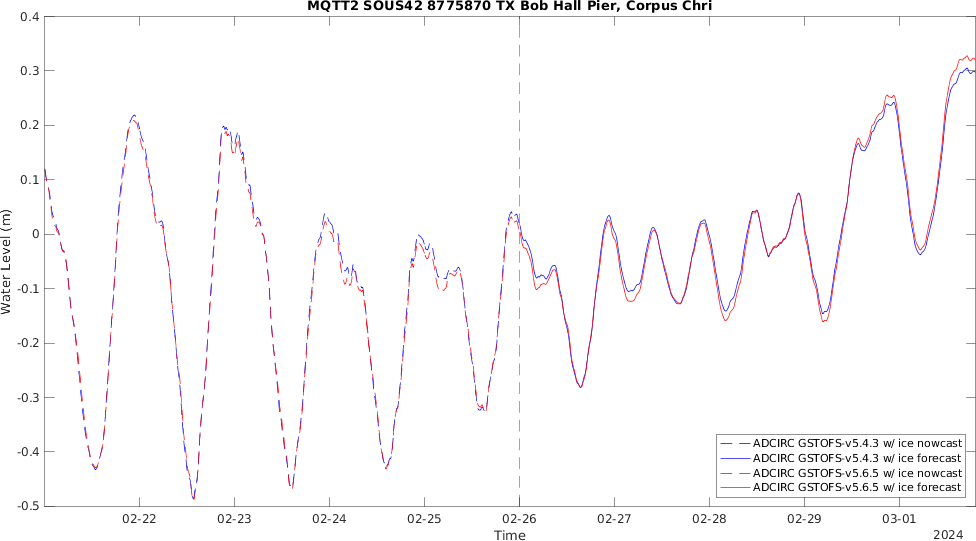 MQTT2 SOUS42 8775870 TX Bob Hall Pier, Corpus Chri
0.4
0.3
0.2
0.1
0
-0.1
-0.2
-0.3
-0.4
-0.5
Water Level (m)
ADCIRC GSTOFS-v5.4.3 w/ ice nowcast
ADCIRC GSTOFS-v5.4.3 w/ ice forecast
ADCIRC GSTOFS-v5.6.5 w/ ice nowcast
ADCIRC GSTOFS-v5.6.5 w/ ice forecast
02-22 02-23 02-24 02-25 02-26 02-27 02-28 02-29 03-01
Time
2024